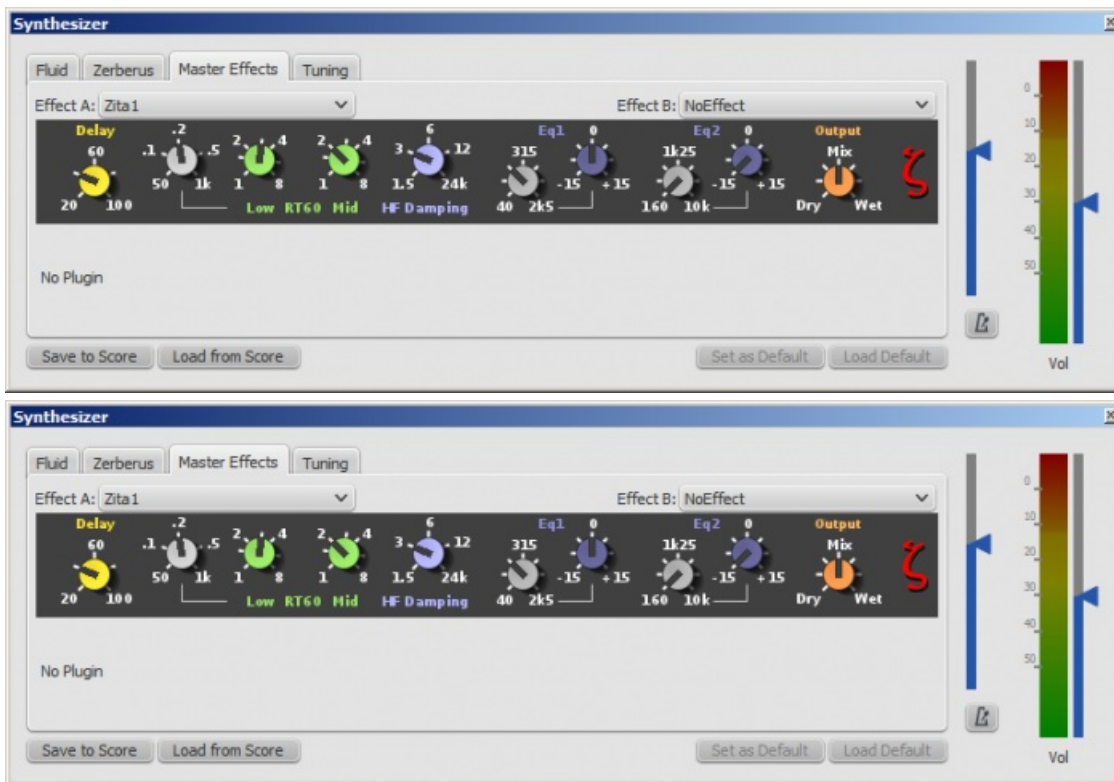 Synthesizer
Fluid Zerberus Master Effects Tuning
Effect A: Zita1 Effect B: NoEffect
Delay 6 Eq1 0 Eq2 0 Output
60 .2 2 4 2 4 3 12 315 1k25 Mix
.1 .5
20 100 50 1k 1 8 1 8 1.5 24k 40 2k5 -15 +15 160 10k -15 +15 Dry Wet
Low RT60 Mid HF Damping
ζ
0
10
20
30
40
50
No Plugin
Save to Score Load from Score Set as Default Load Default
Vol
Synthesizer
Fluid Zerberus Master Effects Tuning
Effect A: Zita1 Effect B: NoEffect
Delay .2 6 Eq1 0 Eq2 0 Output
60 .1 .5 2 4 2 4 3 12 315 1k25 Mix
20 100 50 1k 1 8 1 8 1.5 24k 40 2k5 -15 +15 160 10k -15 +15 Dry Wet
Low RT60 Mid HF Damping
ζ
0
10
20
30
40
50
No Plugin
Save to Score Load from Score Set as Default Load Default
Vol